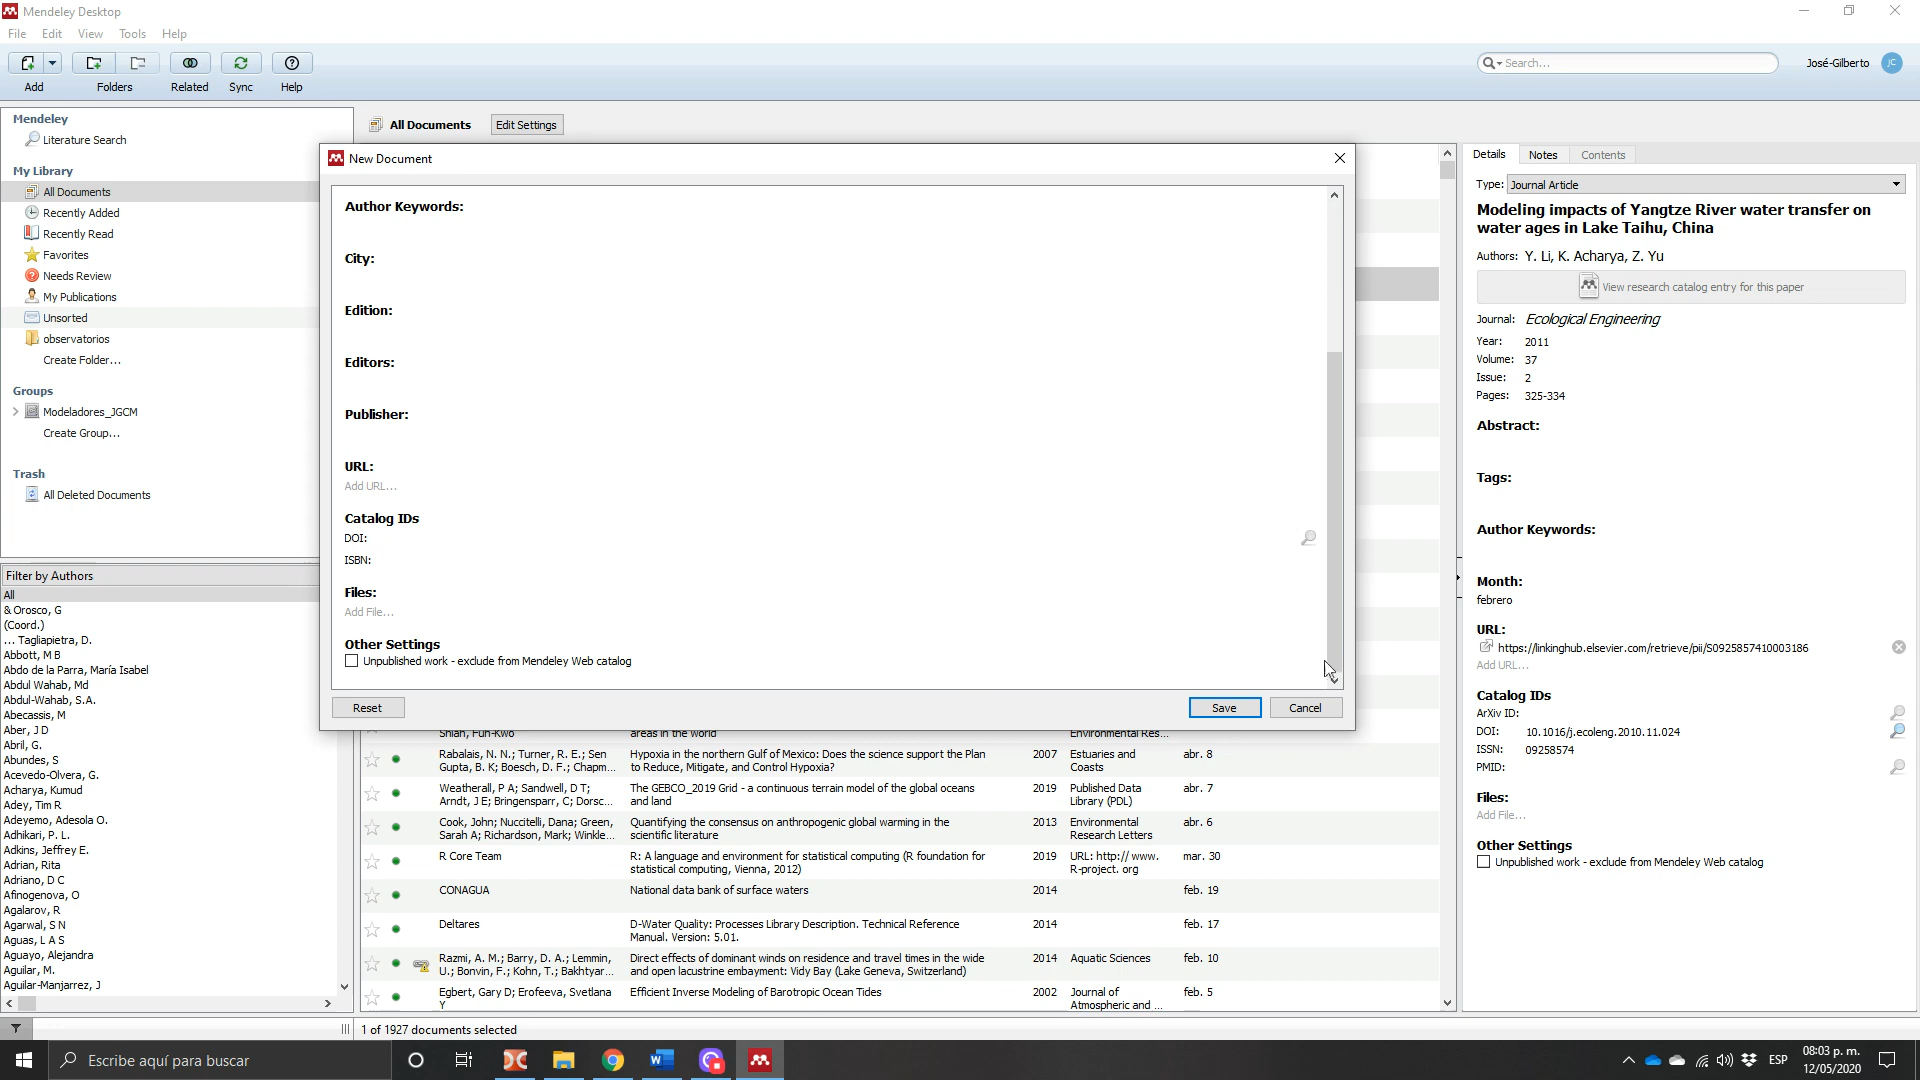 Mendeley Desktop
File Edit View Tools Help
Add Folders Related Sync Help
Search...
José-Gilberto JC
Mendeley
Literature Search
My Library
All Documents
Recently Added
Recently Read
Favorites
Needs Review
My Publications
Unsorted
observatorios
Create Folder...
Groups
Modeladores_JGCM
Create Group...
Trash
All Deleted Documents
Filter by Authors
All
& Orosco, G
(Coord.)
... Tagliapietra, D.
Abbott, M B
Abdo de la Parra, María Isabel
Abdul Wahab, Md
Abdul-Wahab, S.A.
Abecassis, M
Aber, J D
Abril, G.
Abundes, S
Acevedo-Olvera, G.
Acharya, Kumud
Adey, Tim R
Adeyemo, Adesola O.
Adhikari, P. L.
Adkins, Jeffrey E.
Adrian, Rita
Adriano, D C
Afinogenova, O
Agalarov, R
Agarwal, S N
Aguas, L A S
Aguayo, Alejandra
Aguilar, M.
Aguilar-Manjarrez, J
All Documents Edit Settings
New Document
Author Keywords:
City:
Edition:
Editors:
Publisher:
URL:
Add URL...
Catalog IDs
DOI:
ISBN:
Files:
Add File...
Other Settings
Unpublished work - exclude from Mendeley Web catalog
Reset Save Cancel
Shian, Fuh-Kwo areas in the world Environmental Res...
Rabalais, N. N.; Turner, R. E.; Sen Hypoxia in the northern Gulf of Mexico: Does the science support the Plan 2007 Estuaries and abr. 8
Gupta, B. K; Boesch, D. F.; Chapm... to Reduce, Mitigate, and Control Hypoxia? Coasts
Weatherall, P A; Sandwell, D T; The GEBCO_2019 Grid - a continuous terrain model of the global oceans 2019 Published Data abr. 7
Arndt, J E; Bringensparr, C; Dorsc... and land Library (PDL)
Cook, John; Nuccitelli, Dana; Green, Quantifying the consensus on anthropogenic global warming in the 2013 Environmental abr. 6
Sarah A; Richardson, Mark; Winkle... scientific literature Research Letters
R Core Team R: A language and environment for statistical computing (R foundation for 2019 URL: http:// www. mar. 30
statistical computing, Vienna, 2012) R-project. org
CONAGUA National data bank of surface waters 2014 feb. 19
Deltares D-Water Quality: Processes Library Description. Technical Reference 2014 feb. 17
Manual. Version: 5.01.
Razmi, A. M.; Barry, D. A.; Lemmin, Direct effects of dominant winds on residence and travel times in the wide 2014 Aquatic Sciences feb. 10
U.; Bonvin, F.; Kohn, T.; Bakhtyar... and open lacustrine embayment: Vidy Bay (Lake Geneva, Switzerland)
Egbert, Gary D; Erofeeva, Svetlana Efficient Inverse Modeling of Barotropic Ocean Tides 2002 Journal of feb. 5
Y Atmospheric and ...
1 of 1927 documents selected
Details Notes Contents
Type: Journal Article
Modeling impacts of Yangtze River water transfer on
water ages in Lake Taihu, China
Authors: Y. Li, K. Acharya, Z. Yu
View research catalog entry for this paper
Journal: Ecological Engineering
Year: 2011
Volume: 37
Issue: 2
Pages: 325-334
Abstract:
Tags:
Author Keywords:
Month:
febrero
URL:
https://linkinghub.elsevier.com/retrieve/pii/S0925857410003186
Add URL...
Catalog IDs
ArXiv ID:
DOI: 10.1016/j.ecoleng.2010.11.024
ISSN: 09258574
PMID:
Files:
Add File...
Other Settings
Unpublished work - exclude from Mendeley Web catalog
Escribe aquí para buscar
ESP
08:03 p. m.
12/05/2020